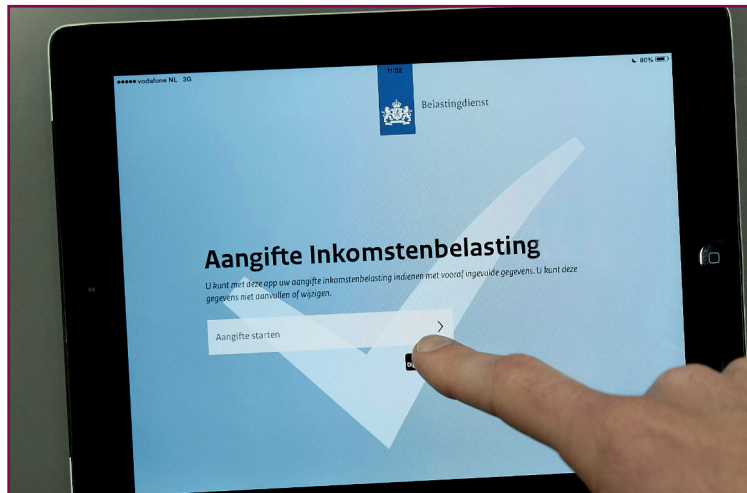 vodafone NL 3G
11:32
80%
Belastingdienst
Aangifte Inkomstenbelasting
U kunt met deze app uw aangifte inkomstenbelasting indienen met vooraf ingevulde gegevens. U kunt deze
gegevens niet aanvullen of wijzigen.
Aangifte starten